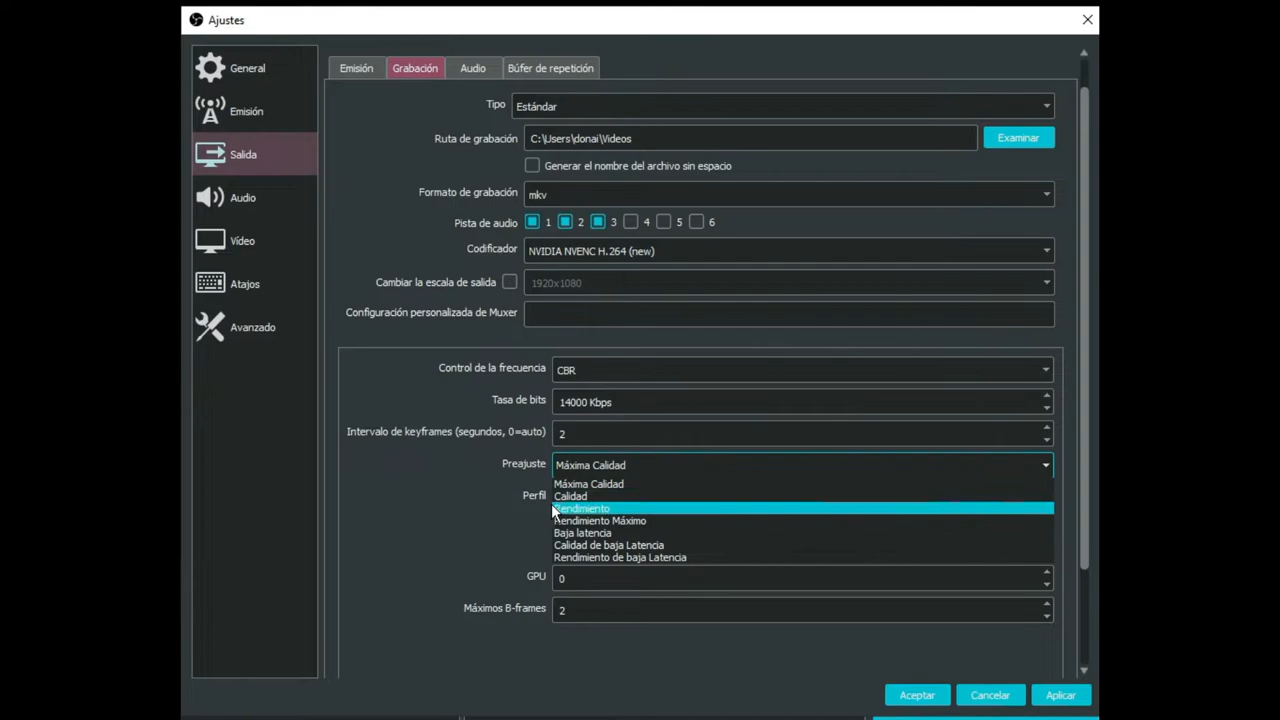 Ajustes
General
Emisión
Salida
Audio
Vídeo
Atajos
Avanzado
Emisión Grabación Audio Búfer de repetición
Tipo Estándar
Ruta de grabación C:\Users\donai\Videos Examinar
Generar el nombre del archivo sin espacio
Formato de grabación mkv
Pista de audio 1 2 3 4 5 6
Codificador NVIDIA NVENC H.264 (new)
Cambiar la escala de salida 1920x1080
Configuración personalizada de Muxer
Control de la frecuencia CBR
Tasa de bits 14000 Kbps
Intervalo de keyframes (segundos, 0=auto) 2
Preajuste Máxima Calidad
Máxima Calidad
Perfil Calidad
Rendimiento
Rendimiento Máximo
Baja latencia
Calidad de baja Latencia
Rendimiento de baja Latencia
GPU 0
Máximos B-frames 2
Aceptar Cancelar Aplicar